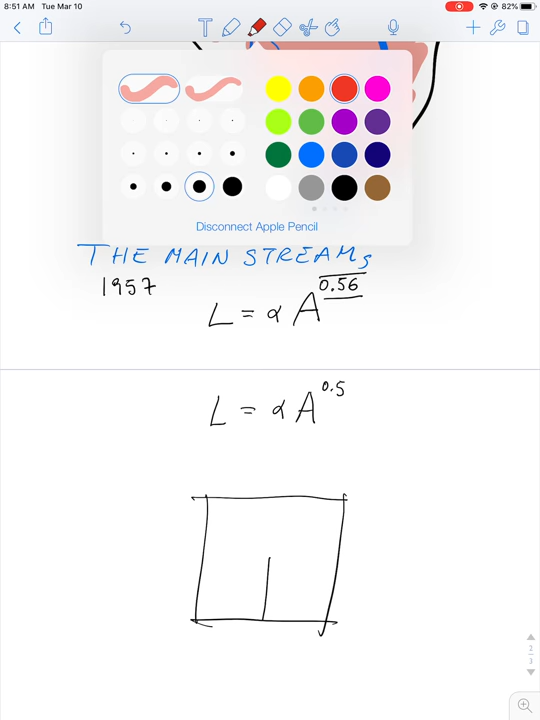 8:51 AM Tue Mar 10 82%
T
Disconnect Apple Pencil
THE MAIN STREAMS
1957
L = α A^0.56
L = α A^0.5
2
3